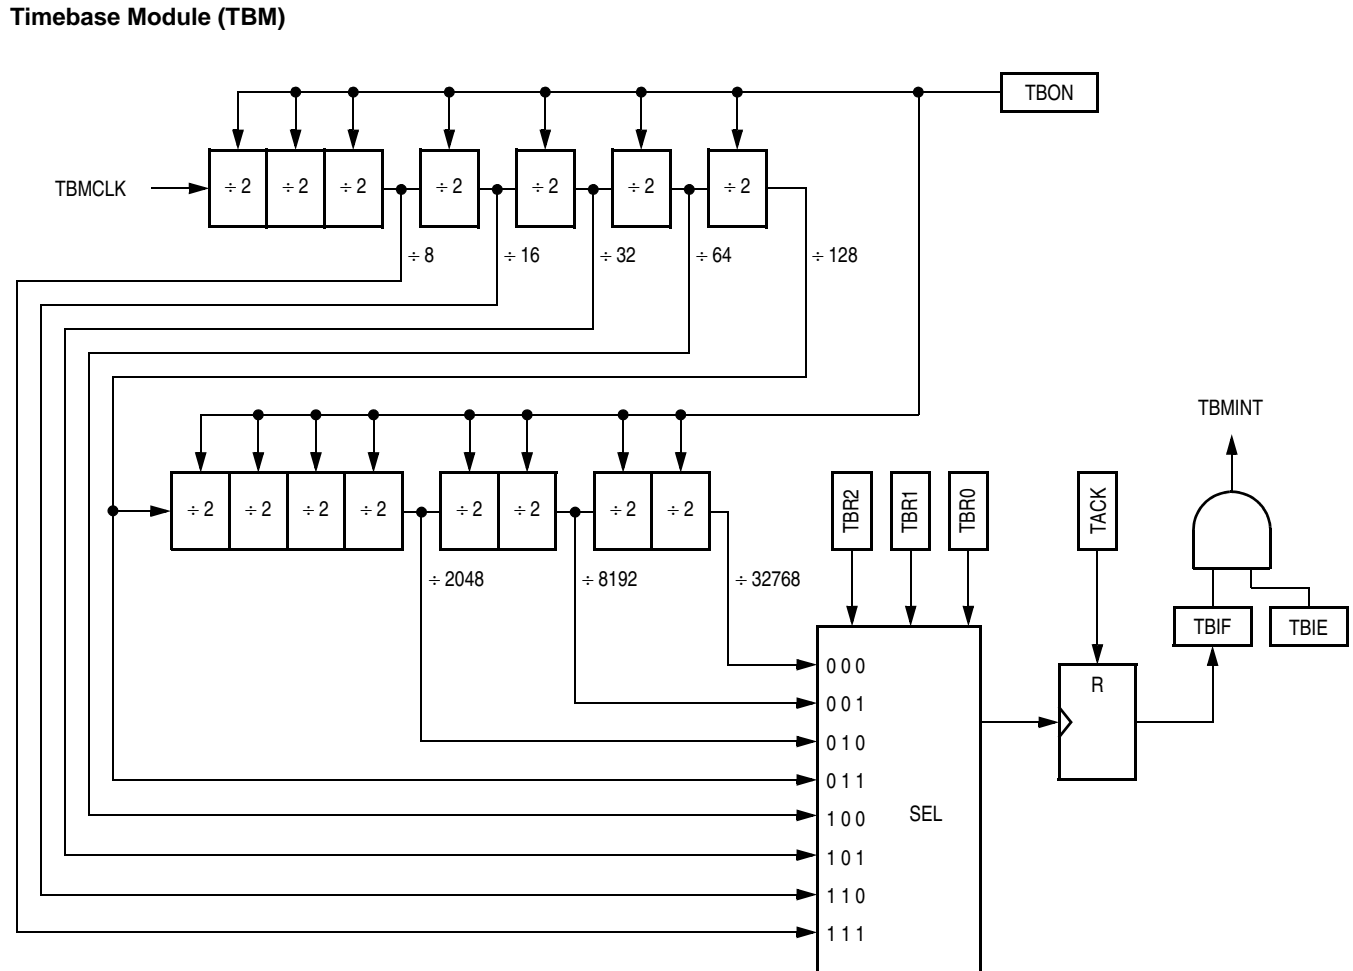 Timebase Module (TBM)
TBON
TBMCLK
÷ 2 ÷ 2 ÷ 2 ÷ 2 ÷ 2 ÷ 2 ÷ 2
÷ 8 ÷ 16 ÷ 32 ÷ 64 ÷ 128
TBMINT
÷ 2 ÷ 2 ÷ 2 ÷ 2 ÷ 2 ÷ 2 ÷ 2 ÷ 2
TBR2
TBR1
TBR0
TACK
÷ 2048 ÷ 8192 ÷ 32768
TBIF TBIE
0 0 0
R
0 0 1
0 1 0
0 1 1
1 0 0
SEL
1 0 1
1 1 0
1 1 1